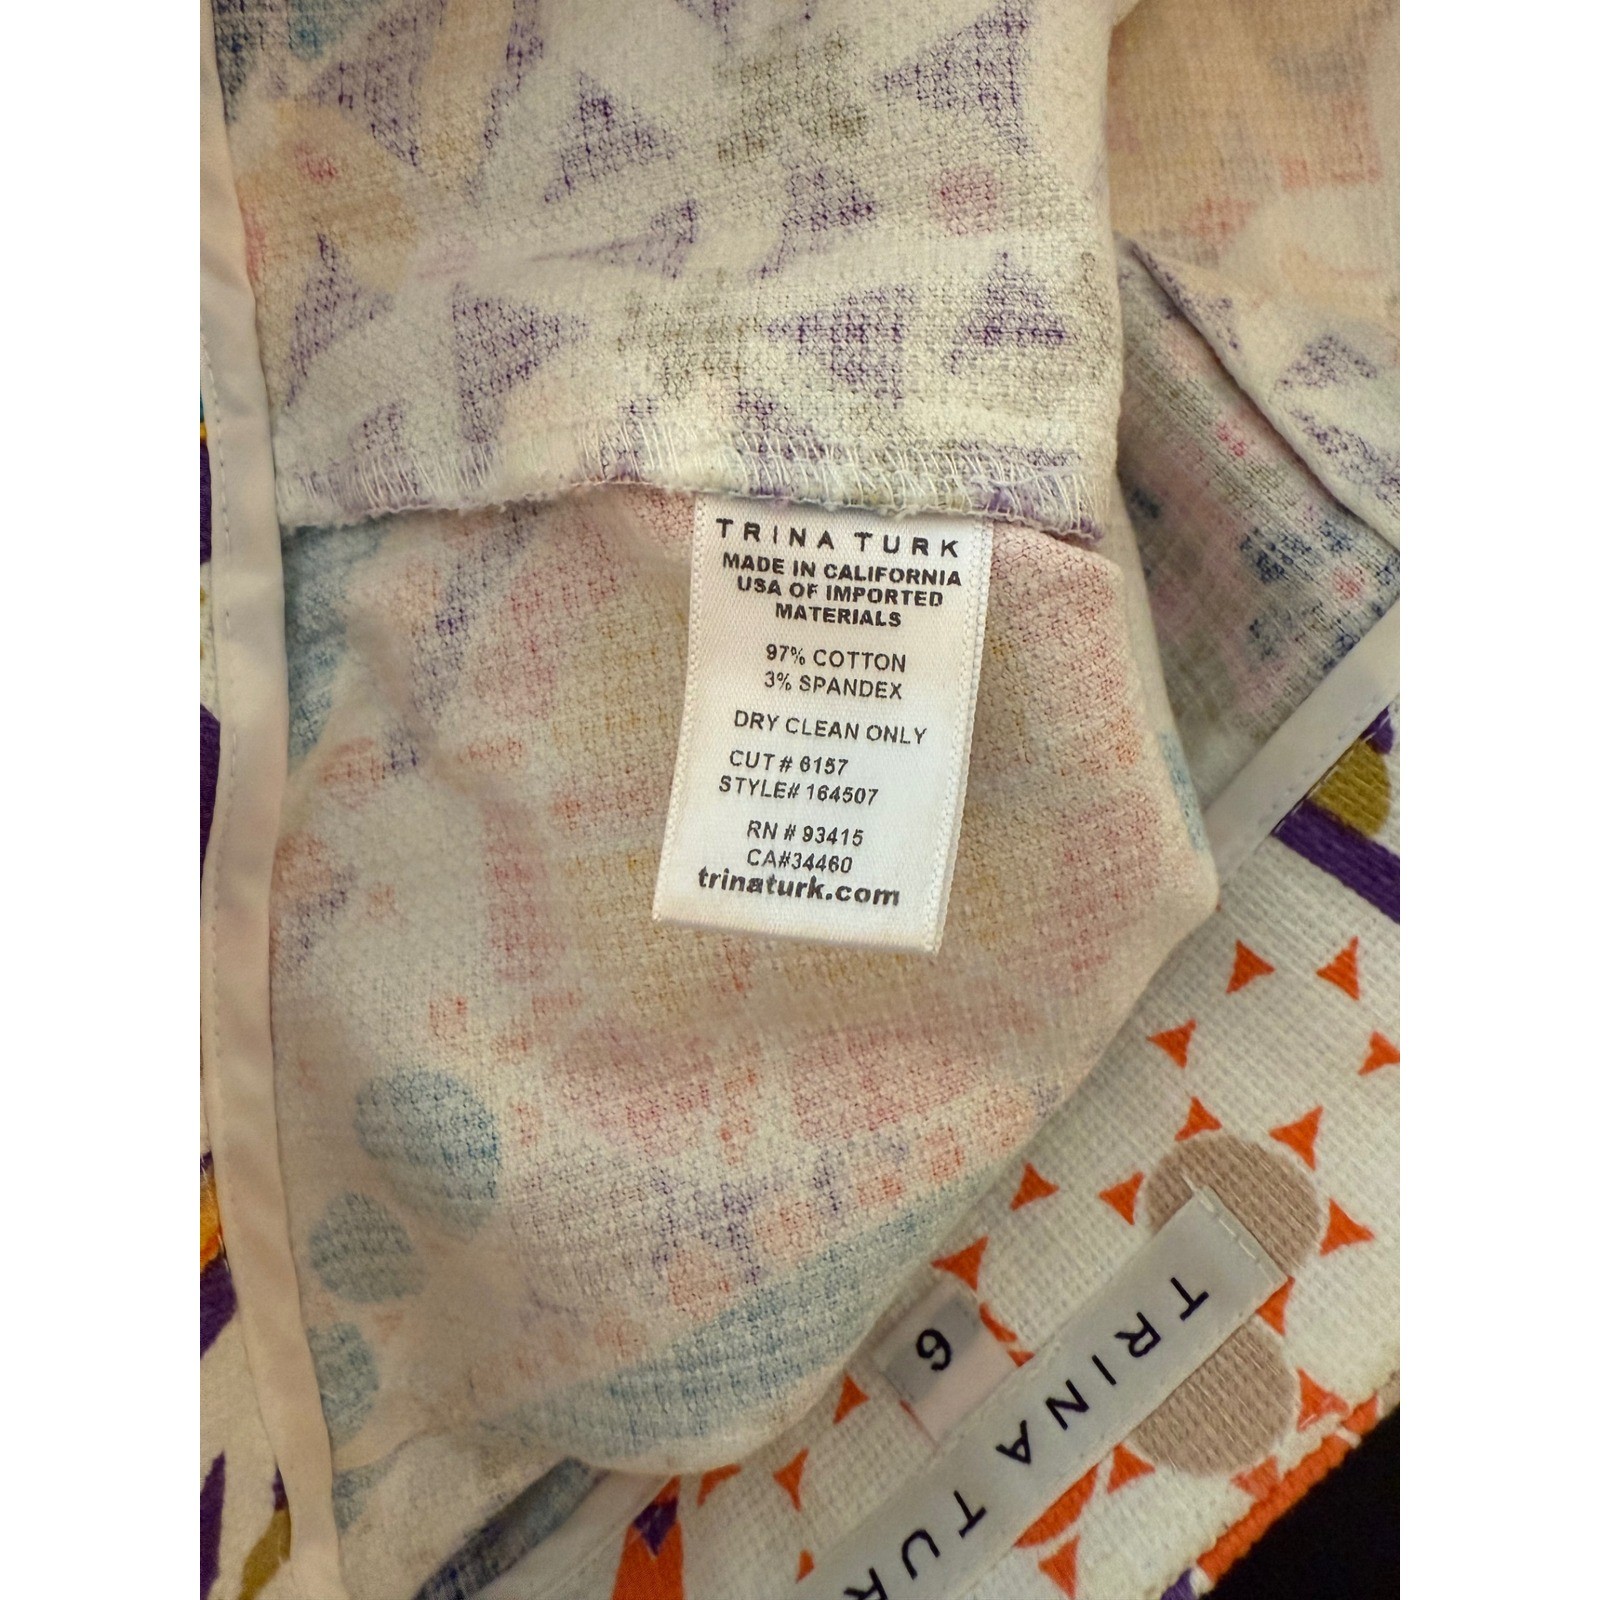 TRINA TURK
MADE IN CALIFORNIA
USA OF IMPORTED
MATERIALS
97% COTTON
3% SPANDEX
DRY CLEAN ONLY
CUT # 6157
STYLE# 164507
RN # 93415
CA#34460
trinaturk.com
6
TRINA TUR